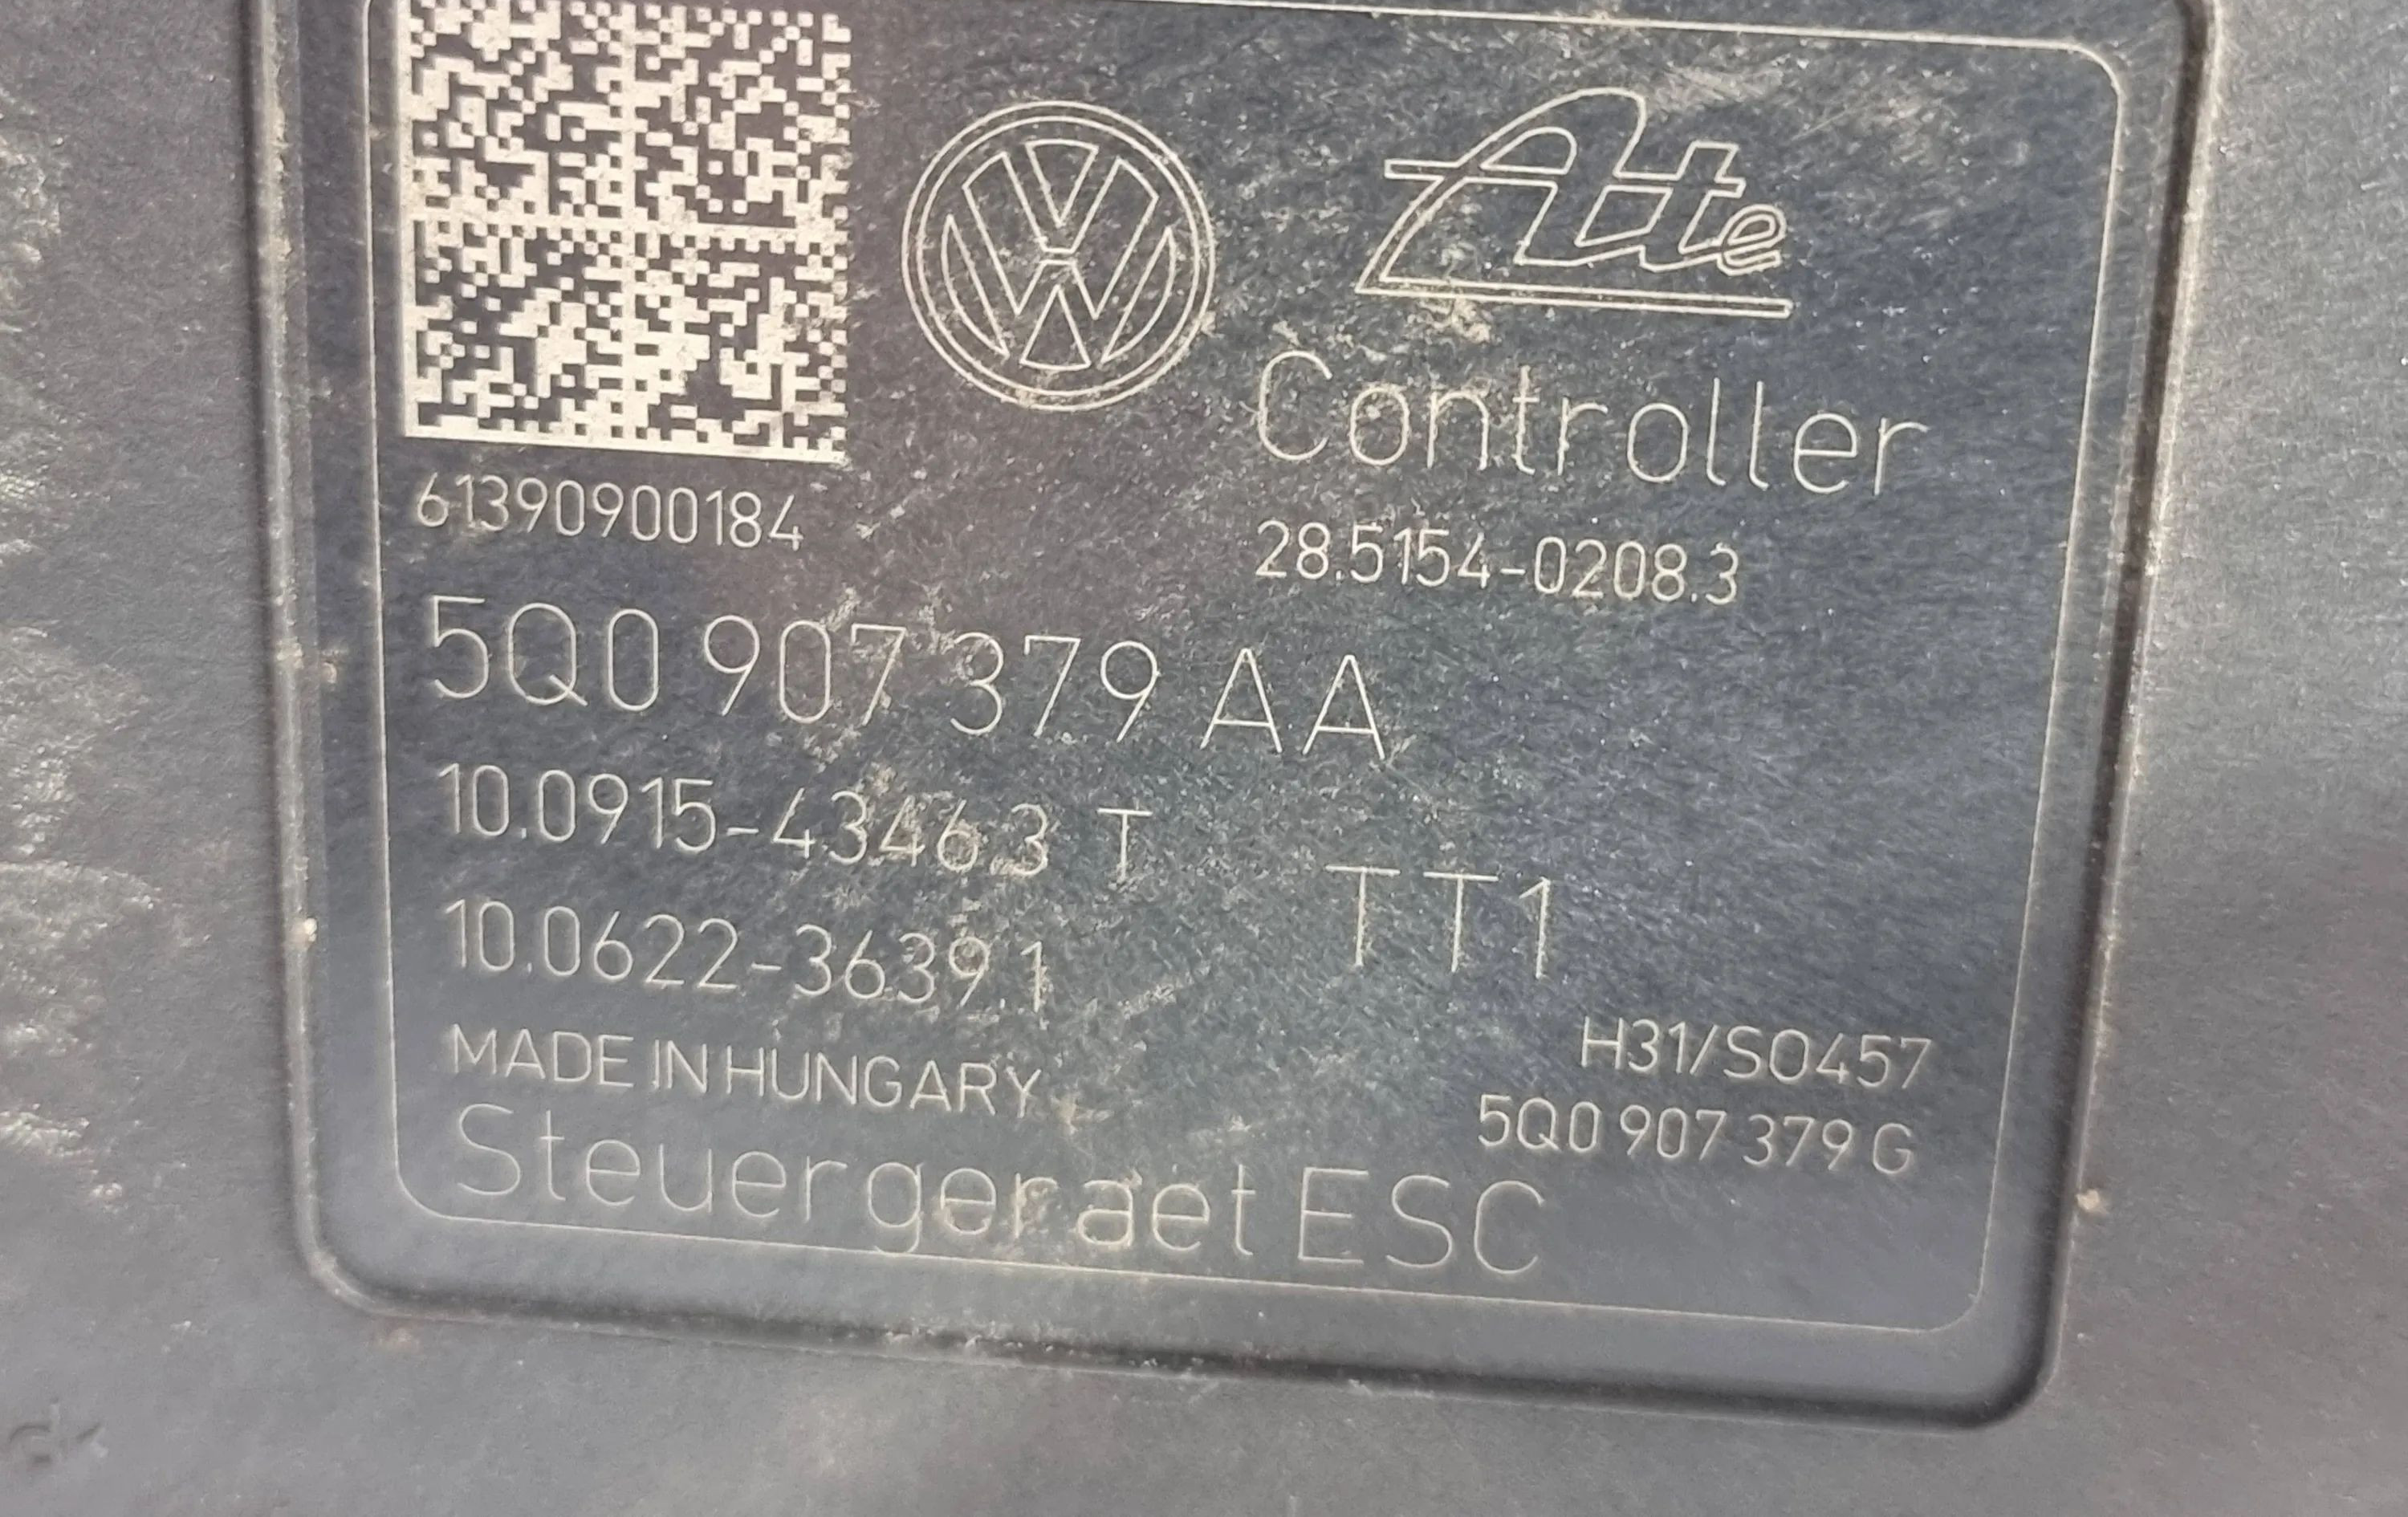 Ate
Controller
61390900184
28.5154-0208.3
5Q0 907 379 AA
10.0915-4346.3 T
TT1
10.0622-3639.1
MADE IN HUNGARY
H31/SO457
5Q0 907 379 G
Steuergeraet ESC